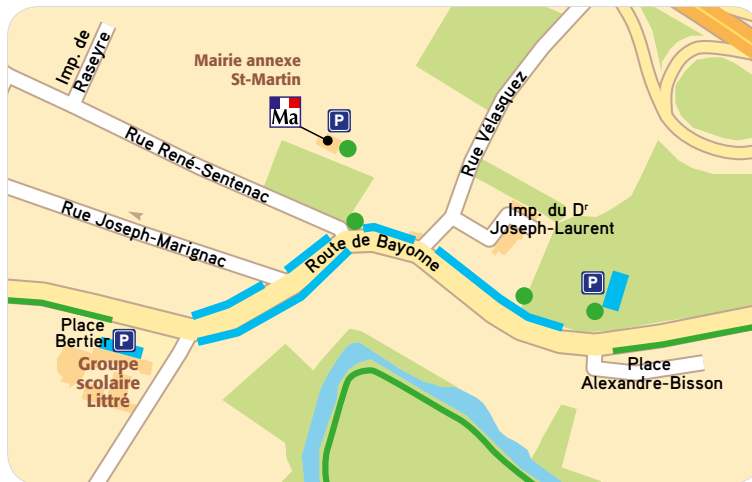 Imp. de
Raseyre
Mairie annexe
St-Martin
Ma
P
Rue Vélasquez
Rue René-Sentenac
Rue Joseph-Marignac
Route de Bayonne
Imp. du Dr
Joseph-Laurent
P
Place
Bertier
P
Groupe
scolaire
Littré
Place
Alexandre-Bisson